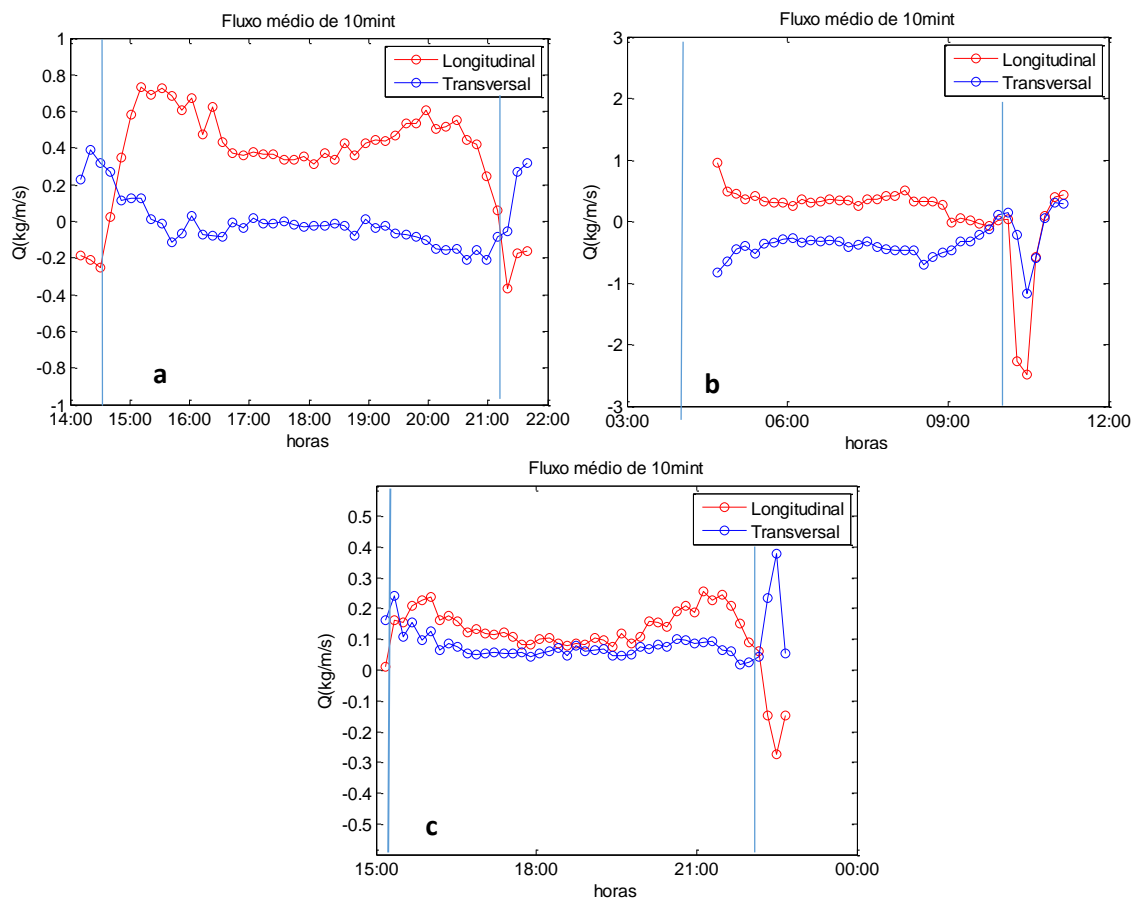 Fluxo médio de 10mint
1
0.8
0.6
0.4
0.2
0
-0.2
-0.4
-0.6
-0.8
-1
Q(kg/m/s)
Longitudinal
Transversal
a
14:00 15:00 16:00 17:00 18:00 19:00 20:00 21:00 22:00
horas
Fluxo médio de 10mint
3
2
1
0
-1
-2
-3
Q(kg/m/s)
Longitudinal
Transversal
b
03:00 06:00 09:00 12:00
horas
Fluxo médio de 10mint
0.5
0.4
0.3
0.2
0.1
0
-0.1
-0.2
-0.3
-0.4
-0.5
Q(kg/m/s)
Longitudinal
Transversal
c
15:00 18:00 21:00 00:00
horas